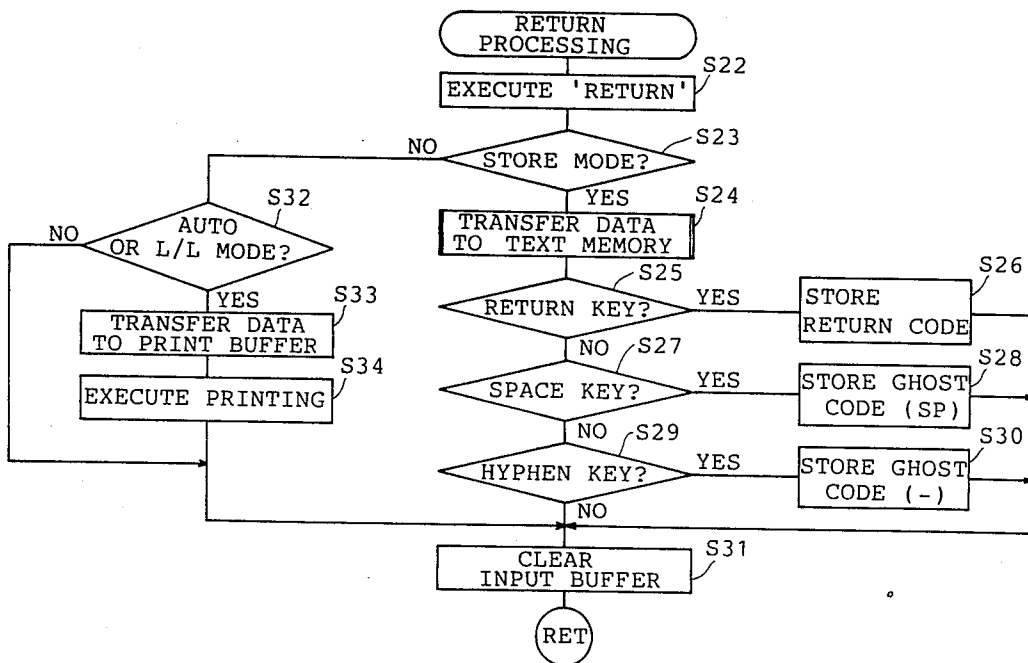 RETURN
PROCESSING
S22
EXECUTE 'RETURN'
S23
NO
STORE MODE?
YES
S24
TRANSFER DATA
TO TEXT MEMORY
S32
AUTO
OR L/L MODE?
NO
YES
S33
TRANSFER DATA
TO PRINT BUFFER
S34
EXECUTE PRINTING
S25
RETURN KEY?
YES
S26
STORE
RETURN CODE
NO
S27
SPACE KEY?
YES
S28
STORE GHOST
CODE (SP)
NO
S29
HYPHEN KEY?
YES
S30
STORE GHOST
CODE (-)
NO
S31
CLEAR
INPUT BUFFER
RET